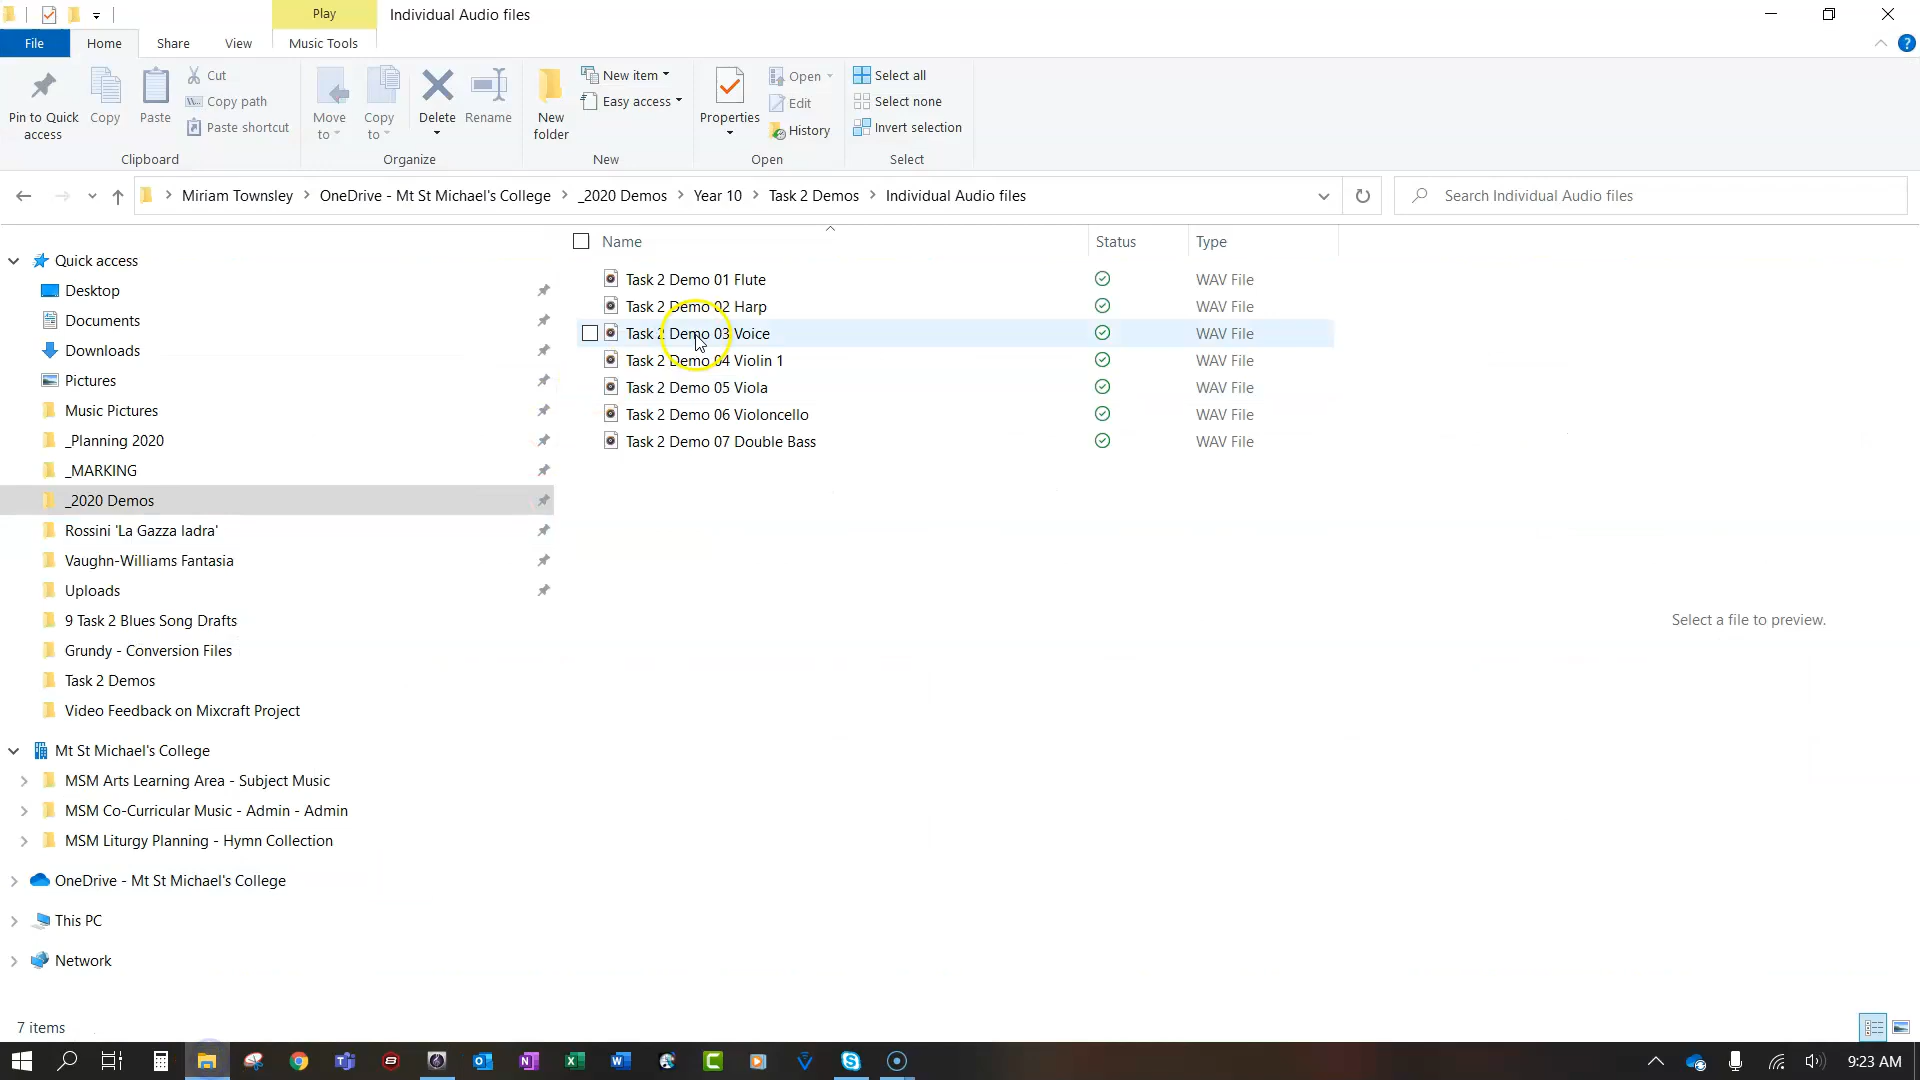 Play
Individual Audio files
File
Home
Share
View
Music Tools
Pin to Quick access
Copy
Paste
Cut
Copy path
Paste shortcut
Clipboard
Move to
Copy to
Delete
Rename
Organize
New folder
New item
Easy access
New
Properties
Open
Edit
History
Open
Select all
Select none
Invert selection
Select
Miriam Townsley > OneDrive - Mt St Michael's College > _2020 Demos > Year 10 > Task 2 Demos > Individual Audio files
Search Individual Audio files
Name Status Type
Task 2 Demo 01 Flute WAV File
Task 2 Demo 02 Harp WAV File
Task 2 Demo 03 Voice WAV File
Task 2 Demo 04 Violin 1 WAV File
Task 2 Demo 05 Viola WAV File
Task 2 Demo 06 Violoncello WAV File
Task 2 Demo 07 Double Bass WAV File
Quick access
Desktop
Documents
Downloads
Pictures
Music Pictures
_Planning 2020
_MARKING
_2020 Demos
Rossini 'La Gazza ladra'
Vaughn-Williams Fantasia
Uploads
9 Task 2 Blues Song Drafts
Grundy - Conversion Files
Task 2 Demos
Video Feedback on Mixcraft Project
Mt St Michael's College
MSM Arts Learning Area - Subject Music
MSM Co-Curricular Music - Admin - Admin
MSM Liturgy Planning - Hymn Collection
OneDrive - Mt St Michael's College
This PC
Network
Select a file to preview.
7 items
9:23 AM